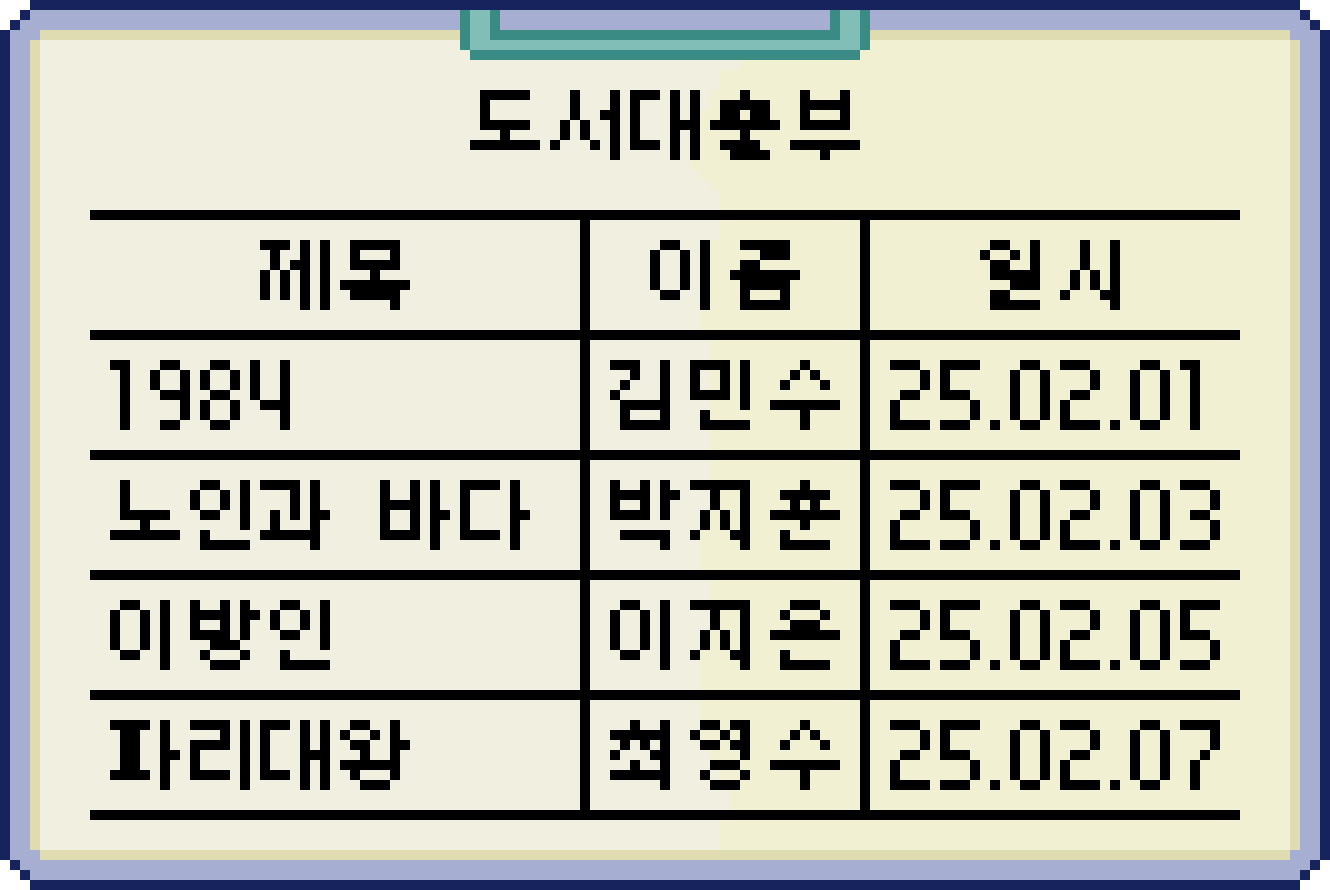 도서대출부
제목 이름 일시
1984 김민수 25.02.01
노인과 바다 박지훈 25.02.03
이방인 이지은 25.02.05
파리대왕 최영수 25.02.07